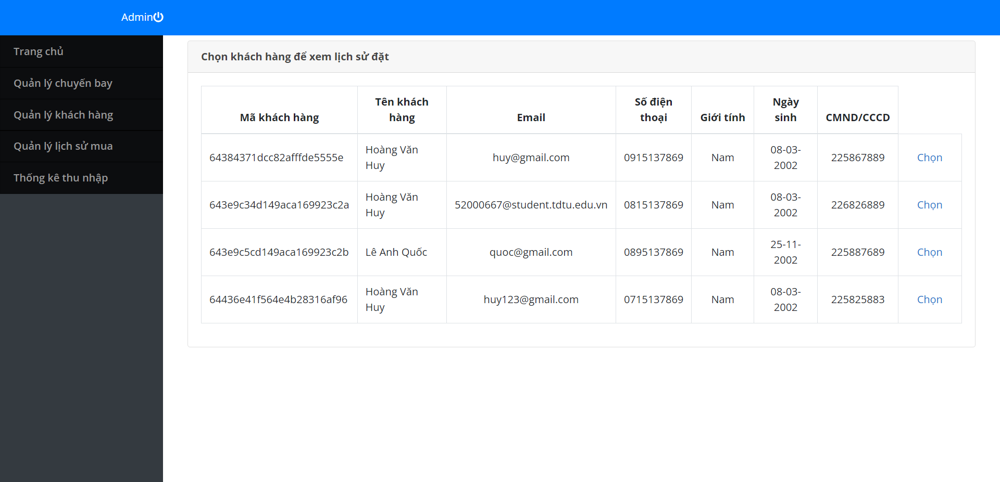 Admin
Trang chủ
Quản lý chuyến bay
Quản lý khách hàng
Quản lý lịch sử mua
Thống kê thu nhập
Chọn khách hàng để xem lịch sử đặt
Mã khách hàng
Tên khách
hàng
Email
Số điện
thoại
Giới tính
Ngày
sinh
CMND/CCCD
64384371dcc82afffde5555e
Hoàng Văn
Huy
huy@gmail.com
0915137869
Nam
08-03-
2002
225867889
Chọn
643e9c34d149aca169923c2a
Hoàng Văn
Huy
52000667@student.tdtu.edu.vn
0815137869
Nam
08-03-
2002
226826889
Chọn
643e9c5cd149aca169923c2b
Lê Anh Quốc
quoc@gmail.com
0895137869
Nam
25-11-
2002
225887689
Chọn
64436e41f564e4b28316af96
Hoàng Văn
Huy
huy123@gmail.com
0715137869
Nam
08-03-
2002
225825883
Chọn